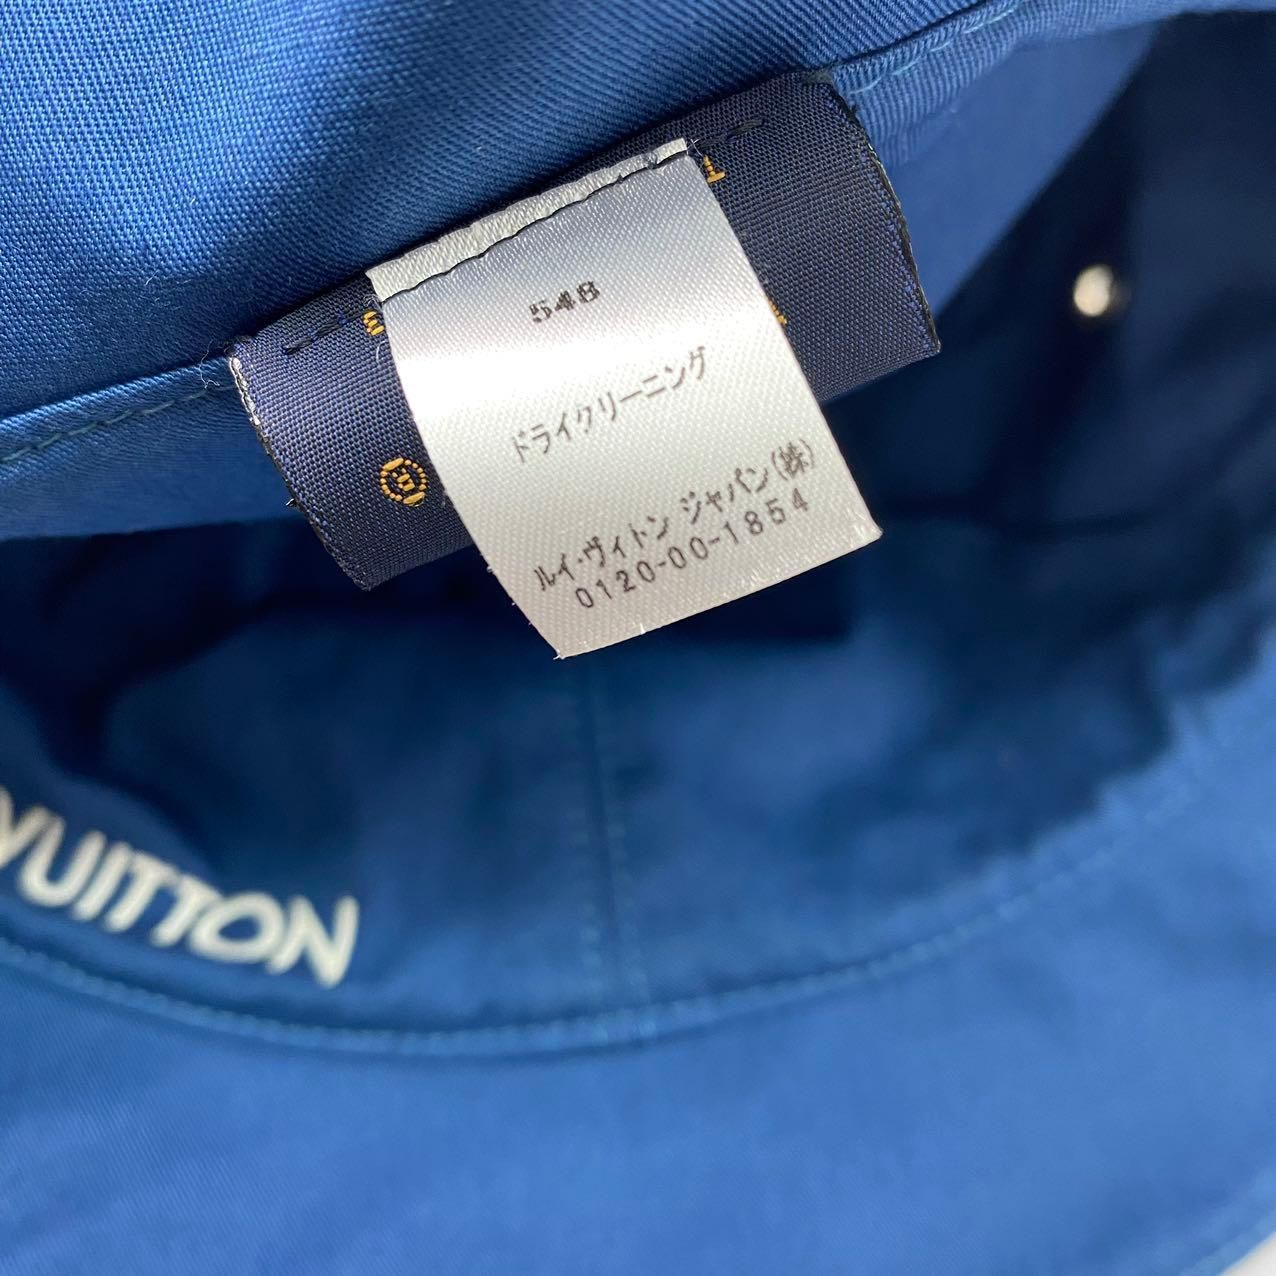 548
ドライクリーニング
ルイ・ヴィトン ジャパン(株)
0120-00-1854
VUITTON